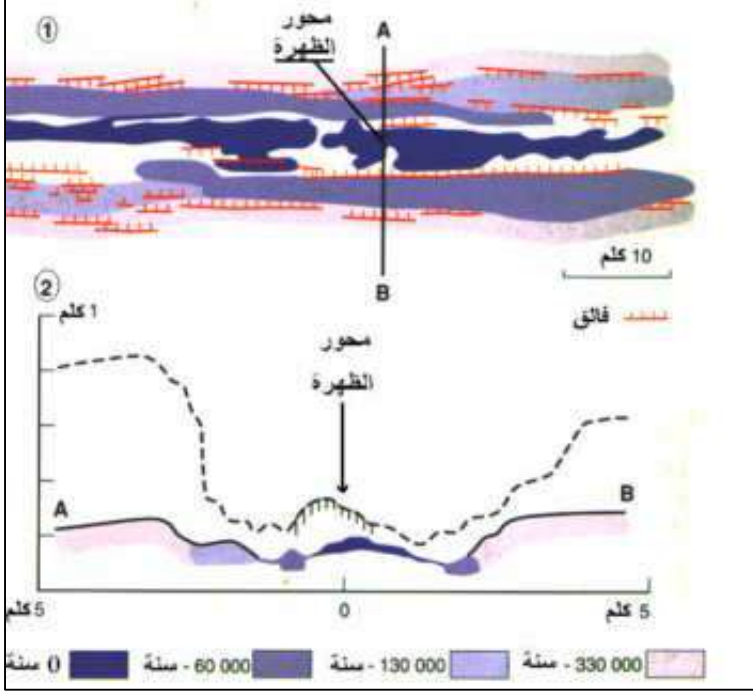 ①
محور
الظهرة
A
B
10 كلم
فالق
②
1 كلم
محور
الظهرة
A
B
5 كلم
0
5 كلم
0 سنة
60 000 - سنة
130 000 - سنة
330 000 - سنة